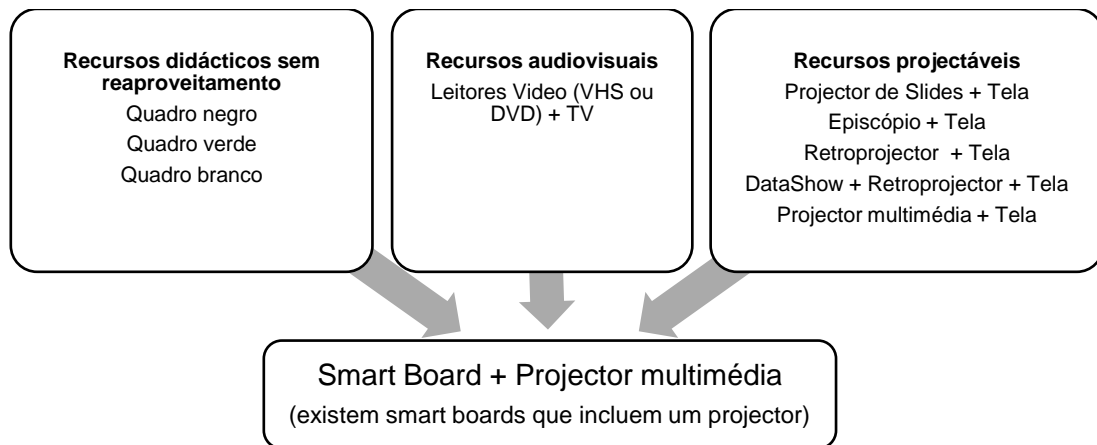 Recursos didácticos sem
reaproveitamento
Quadro negro
Quadro verde
Quadro branco
Recursos audiovisuais
Leitores Video (VHS ou
DVD) + TV
Recursos projectáveis
Projector de Slides + Tela
Episcópio + Tela
Retroprojector + Tela
DataShow + Retroprojector + Tela
Projector multimédia + Tela
Smart Board + Projector multimédia
(existem smart boards que incluem um projector)